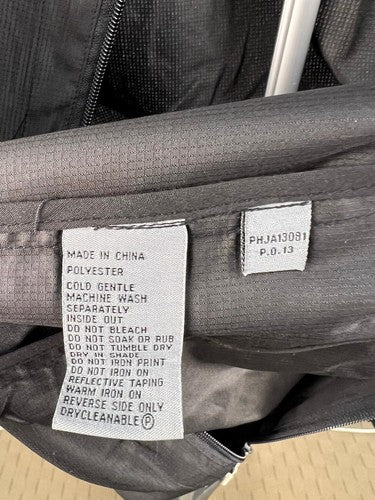 MADE IN CHINA
POLYESTER
COLD GENTLE
MACHINE WASH
SEPARATELY
INSIDE OUT
DO NOT BLEACH
DO NOT SOAK OR RUB
DO NOT TUMBLE DRY
DRY IN SHADE
DO NOT IRON PRINT
DO NOT IRON ON
REFLECTIVE TAPING
WARM IRON ON
REVERSE SIDE ONLY
DRYCLEANABLE Ⓟ
PHJA13081
P.O.13